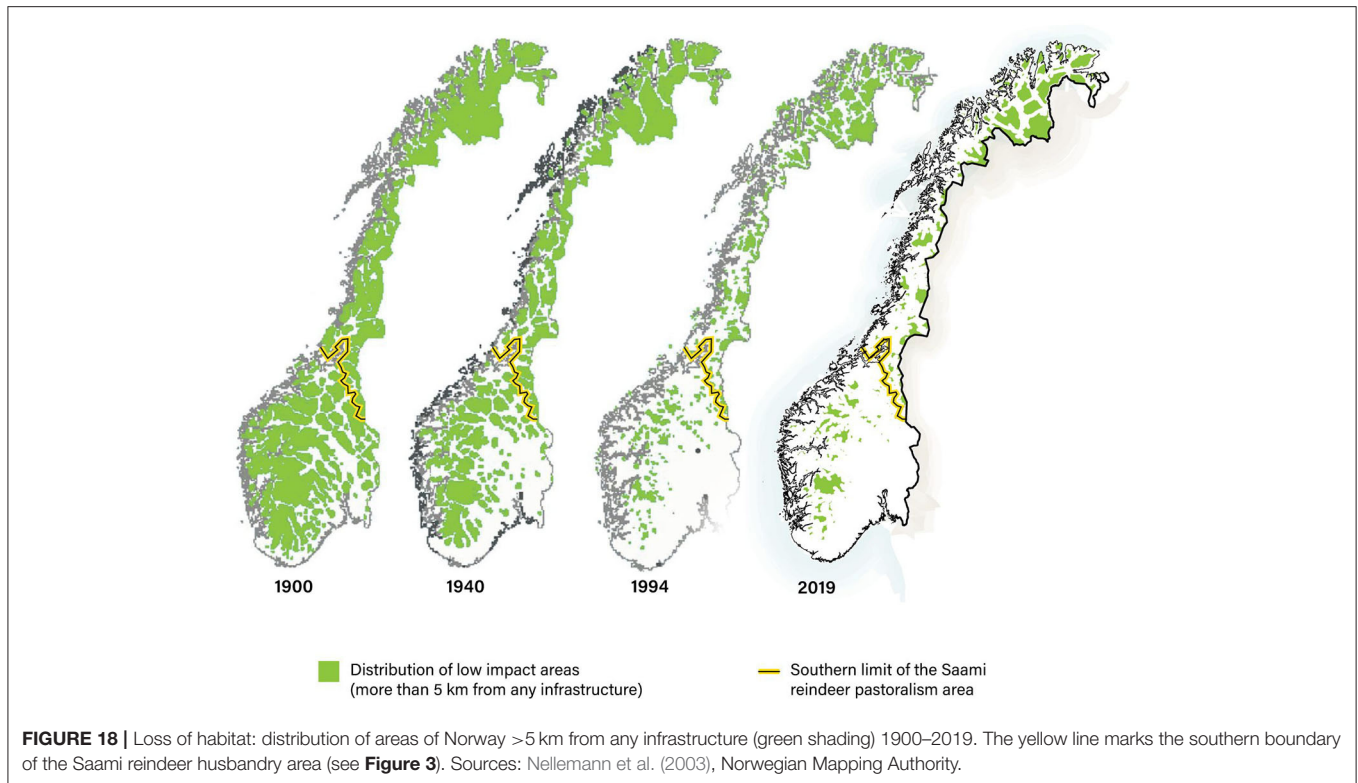 1900
1940
1994
2019
Distribution of low impact areas
(more than 5 km from any infrastructure)
Southern limit of the Saami
reindeer pastoralism area
FIGURE 18 | Loss of habitat: distribution of areas of Norway >5 km from any infrastructure (green shading) 1900–2019. The yellow line marks the southern boundary
of the Saami reindeer husbandry area (see Figure 3). Sources: Nellemann et al. (2003), Norwegian Mapping Authority.